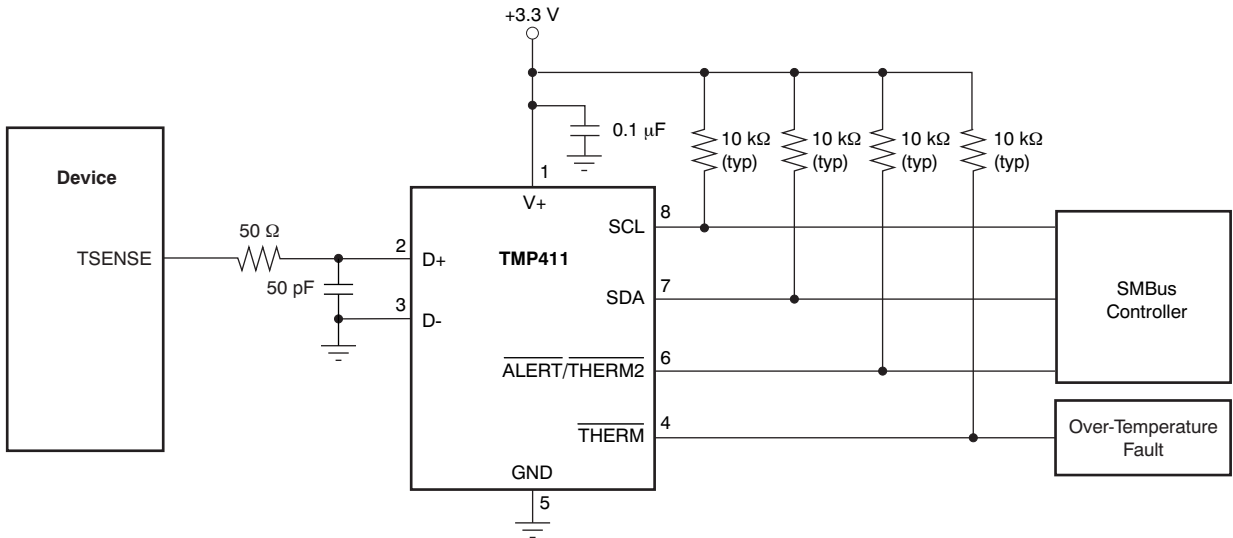 +3.3 V
0.1 μF
10 kΩ
(typ)
10 kΩ
(typ)
10 kΩ
(typ)
10 kΩ
(typ)
Device
TSENSE
50 Ω
50 pF
1
V+
2
D+
3
D-
TMP411
SCL
8
SDA
7
ALERT/THERM2
6
THERM
4
GND
5
SMBus
Controller
Over-Temperature
Fault